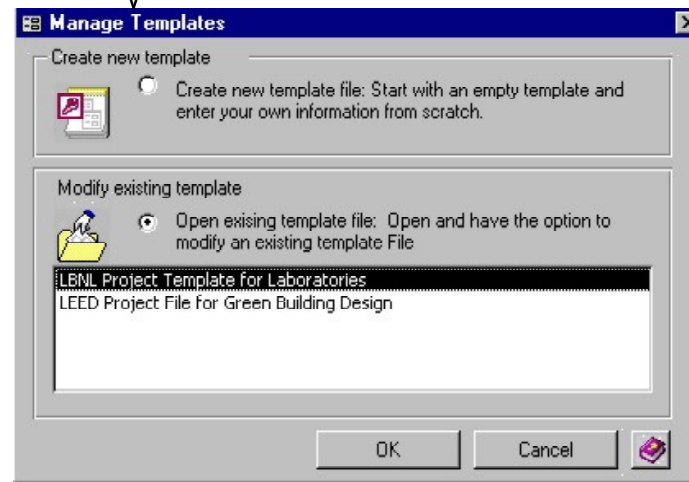 Manage Templates
Create new template
Create new template file: Start with an empty template and
enter your own information from scratch.
Modify existing template
Open exising template file: Open and have the option to
modify an existing template File
LBNL Project Template for Laboratories
LEED Project File for Green Building Design
OK
Cancel